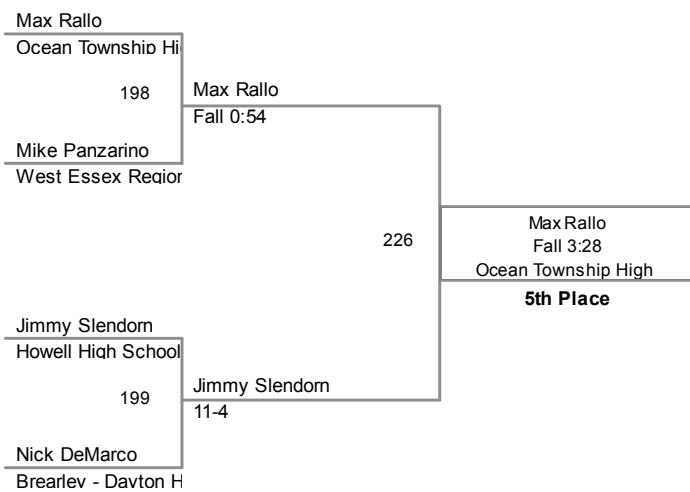 Max Rallo
Ocean Township Hi
198
Max Rallo
Fall 0:54
Mike Panzarino
West Essex Region
226
Max Rallo
Fall 3:28
Ocean Township High
5th Place
Jimmy Slendorn
Howell High School
199
Jimmy Slendorn
11-4
Nick DeMarco
Brearley - Dayton H